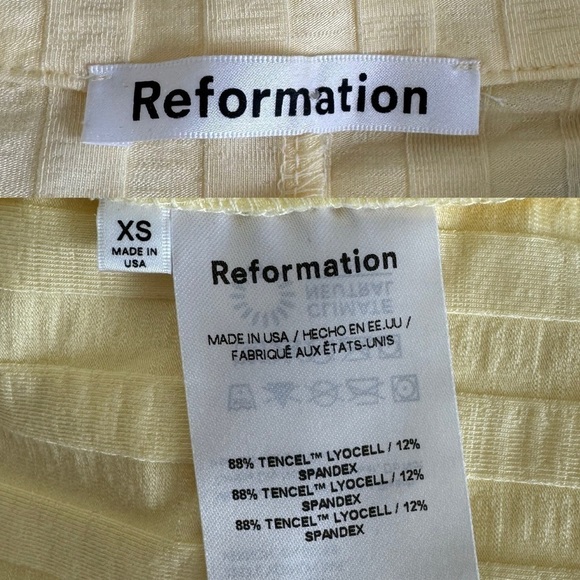 Reformation
XS
MADE IN
USA
Reformation
NEUTRAL
CLIMATE
MADE IN USA / HECHO EN EE.UU /
FABRIQUÉ AUX ÉTATS-UNIS
88% TENCEL™ LYOCELL / 12%
SPANDEX
88% TENCEL™ LYOCELL / 12%
SPANDEX
88% TENCEL™ LYOCELL / 12%
SPANDEX